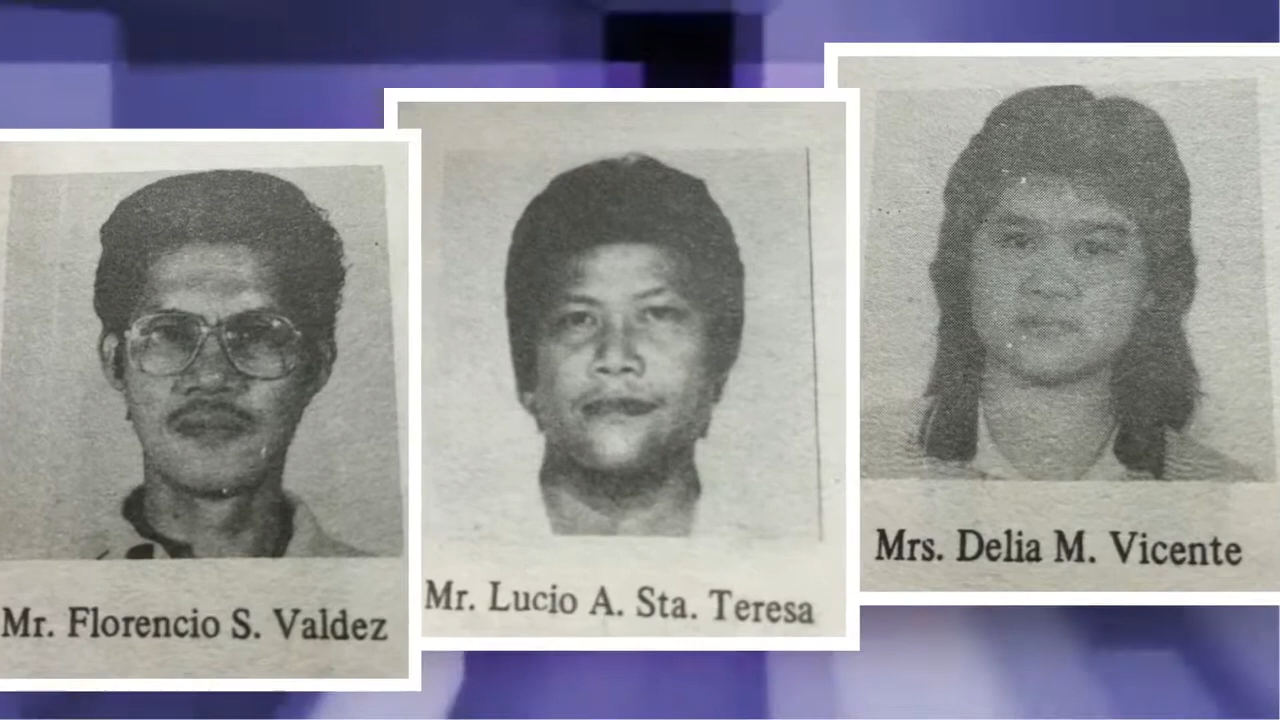 Mr. Florencio S. Valdez
Mr. Lucio A. Sta. Teresa
Mrs. Delia M. Vicente